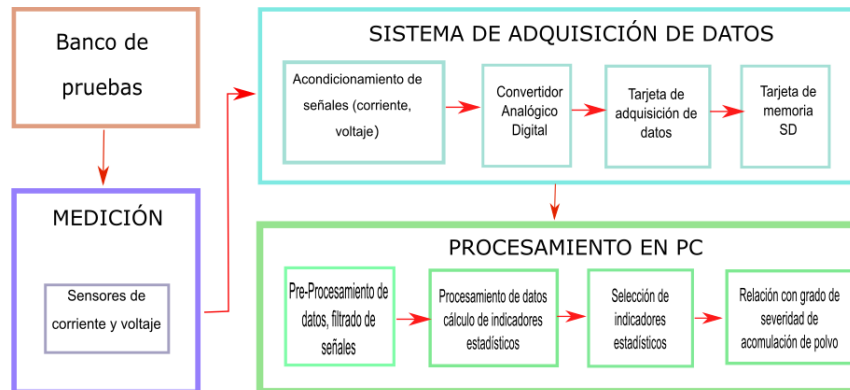 Banco de
pruebas
MEDICIÓN
Sensores de
corriente y voltaje
SISTEMA DE ADQUISICIÓN DE DATOS
Acondicionamiento de
señales (corriente,
voltaje)
Convertidor
Analógico
Digital
Tarjeta de
adquisición de
datos
Tarjeta de
memoria
SD
PROCESAMIENTO EN PC
Pre-Procesamiento de
datos, filtrado de
señales
Procesamiento de datos
cálculo de indicadores
estadísticos
Selección de
indicadores
estadísticos
Relación con grado de
severidad de
acomulación de polvo